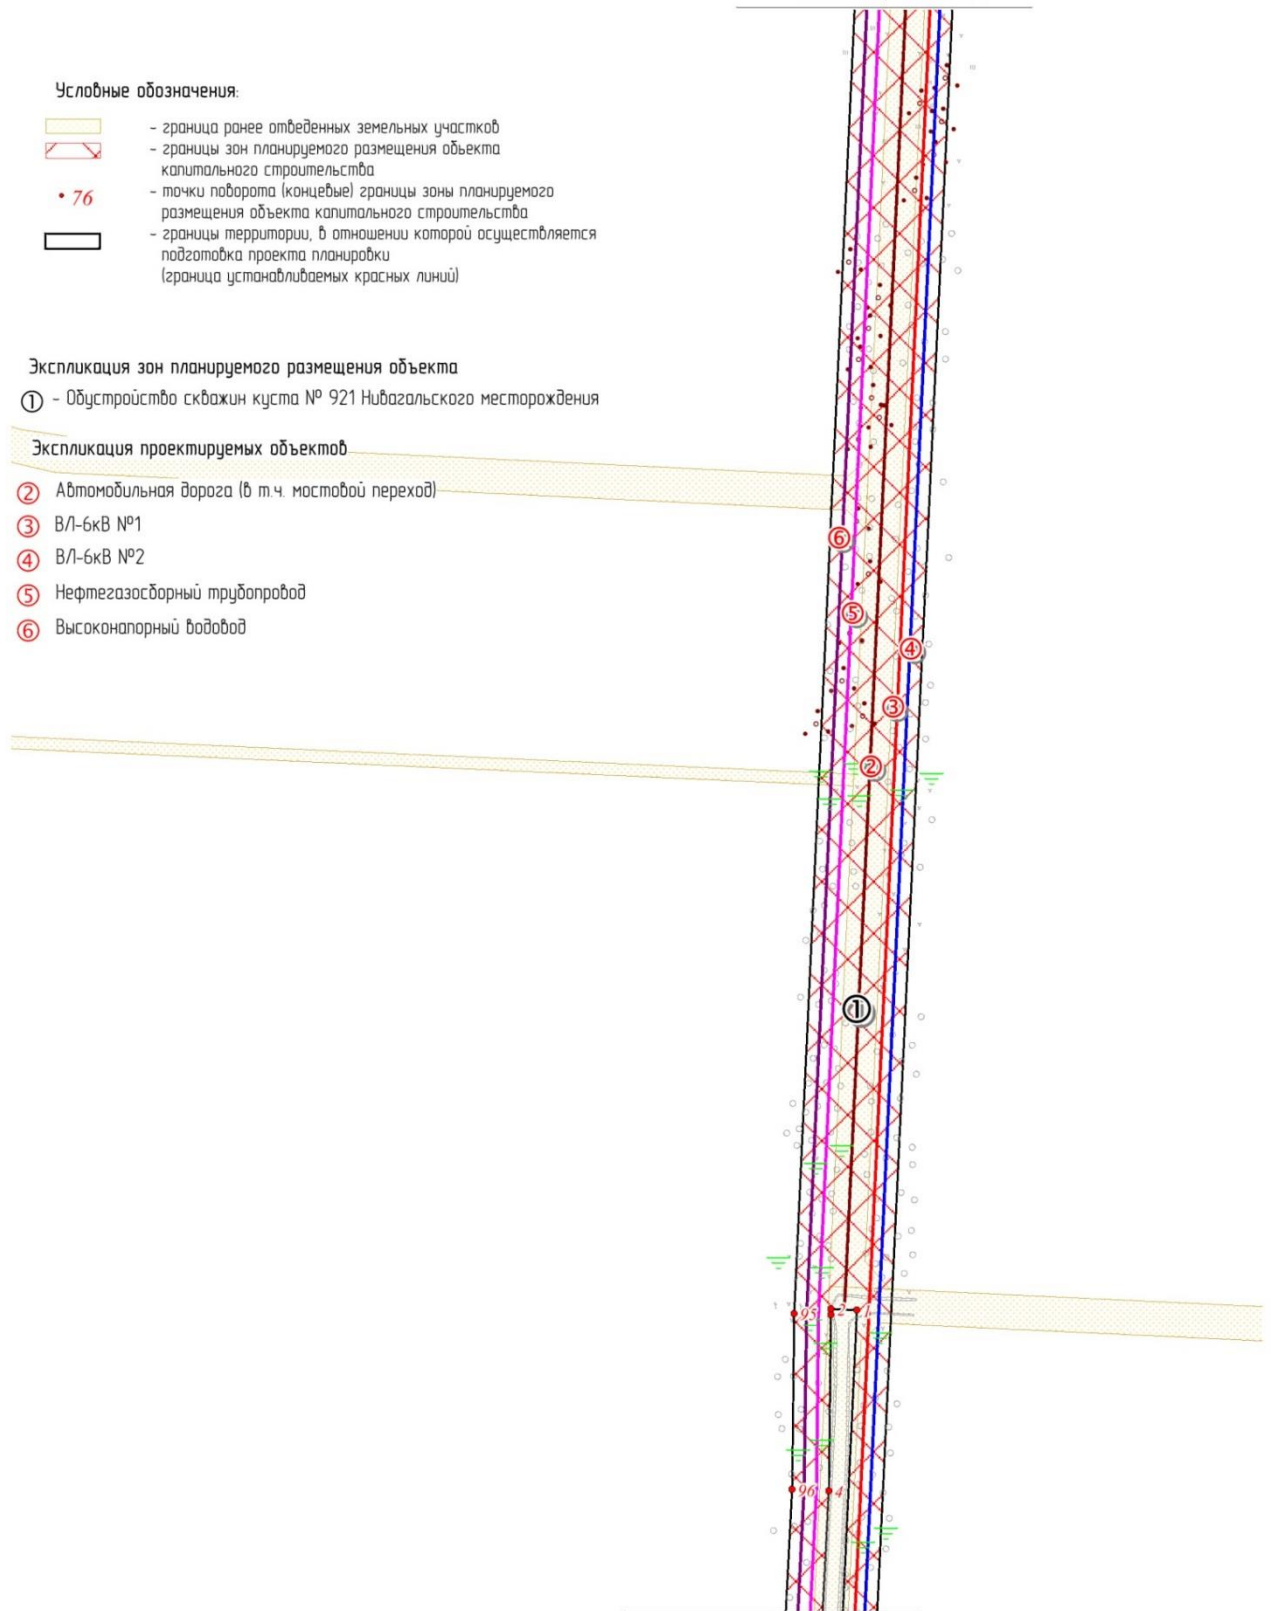 Условные обозначения:
- граница ранее отведенных земельных участков
- границы зон планируемого размещения объекта
капитального строительства
76
- точки поворота (концевые) границы зоны планируемого
размещения объекта капитального строительства
- границы территории, в отношении которой осуществляется
подготовка проекта планировки
(граница устанавливаемых красных линий)
Экспликация зон планируемого размещения объекта
1 - Обустройство скважин куста № 921 Нивагальского месторождения
Экспликация проектируемых объектов
2 Автомобильная дорога (в т.ч. мостовой переход)
3 ВЛ-6кВ №1
4 ВЛ-6кВ №2
5 Нефтегазосборный трубопровод
6 Высоконапорный водовод
6
5
4
3
2
1
95 2 1
96 4